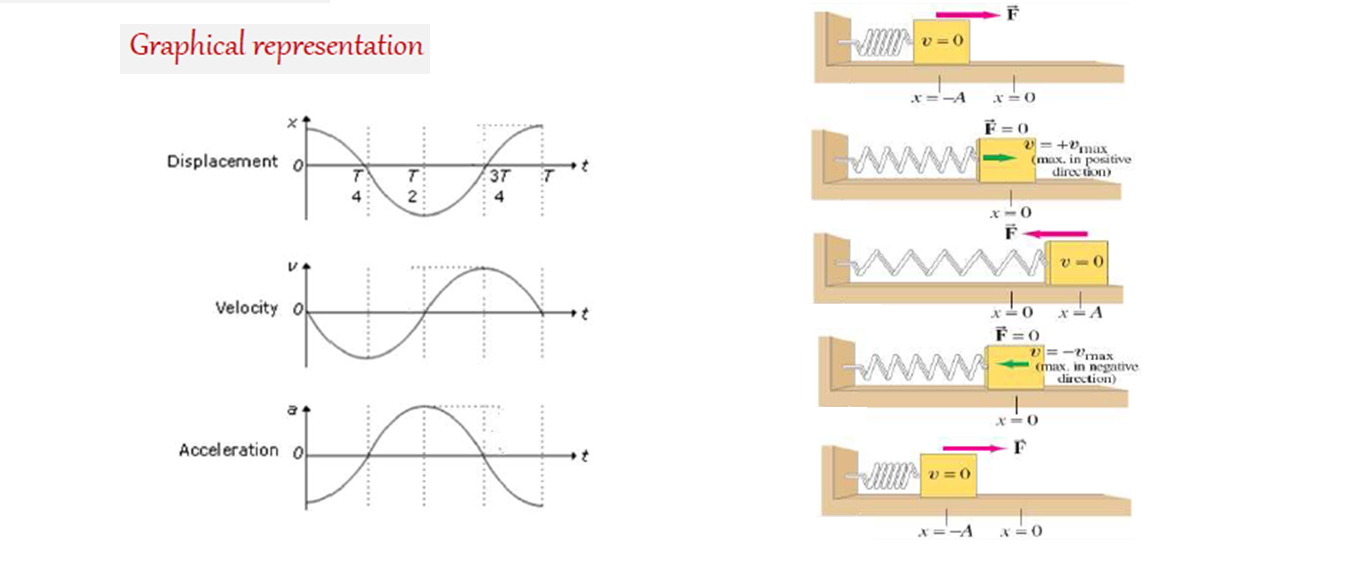 Graphical representation
x
Displacement 0
T 4
T 2
3T 4
T
t
v
Velocity 0
t
a
Acceleration 0
t
F⃗
v = 0
x = −A x = 0
F⃗ = 0
v = +vmax
(max. in positive
direction)
x = 0
F⃗
v = 0
x = 0 x = A
F⃗ = 0
v = −vmax
(max. in negative
direction)
x = 0
F⃗
v = 0
x = −A x = 0